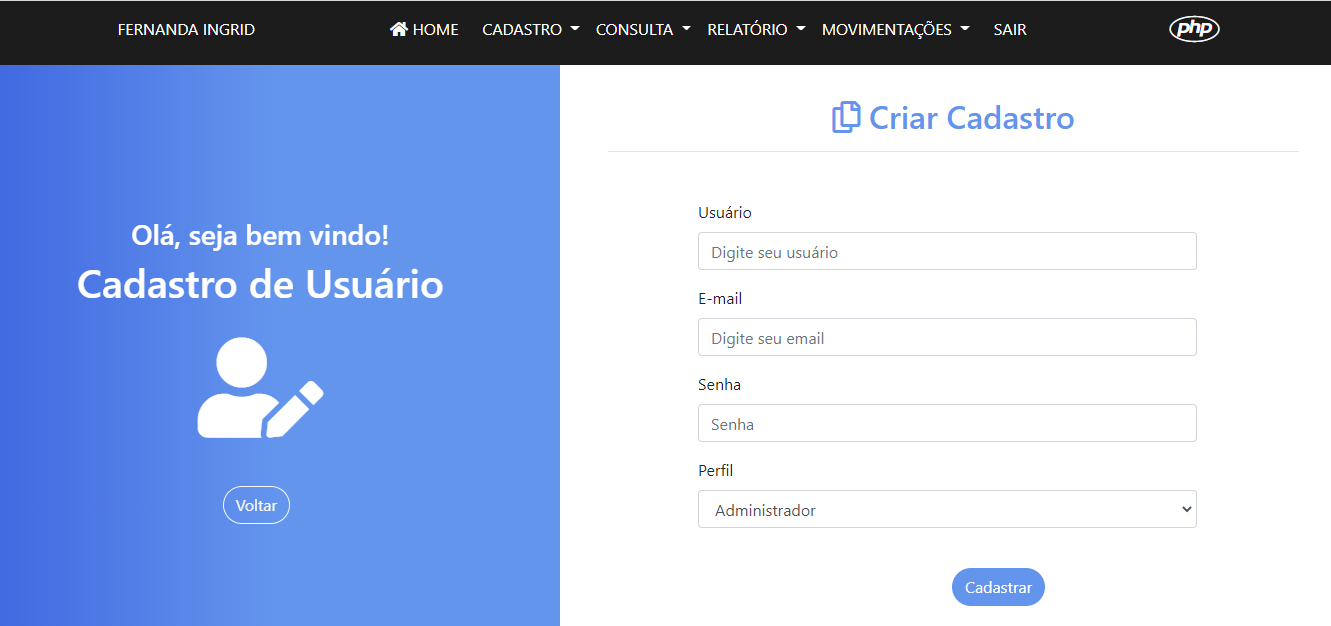 FERNANDA INGRID HOME CADASTRO CONSULTA RELATÓRIO MOVIMENTAÇÕES SAIR php
Olá, seja bem vindo!
Cadastro de Usuário
Voltar
Criar Cadastro
Usuário
Digite seu usuário
E-mail
Digite seu email
Senha
Senha
Perfil
Administrador
Cadastrar